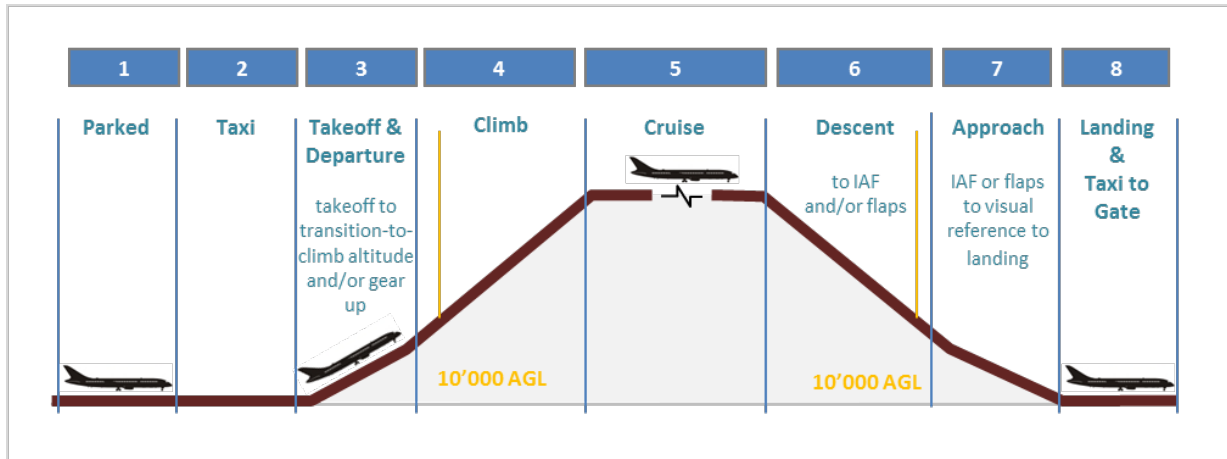 1
2
3
4
5
6
7
8
Parked
Taxi
Takeoff &
Departure
takeoff to
transition-to-
climb altitude
and/or gear
up
Climb
Cruise
Descent
to IAF
and/or flaps
Approach
IAF or flaps
to visual
reference to
landing
Landing
&
Taxi to
Gate
10’000 AGL
10’000 AGL